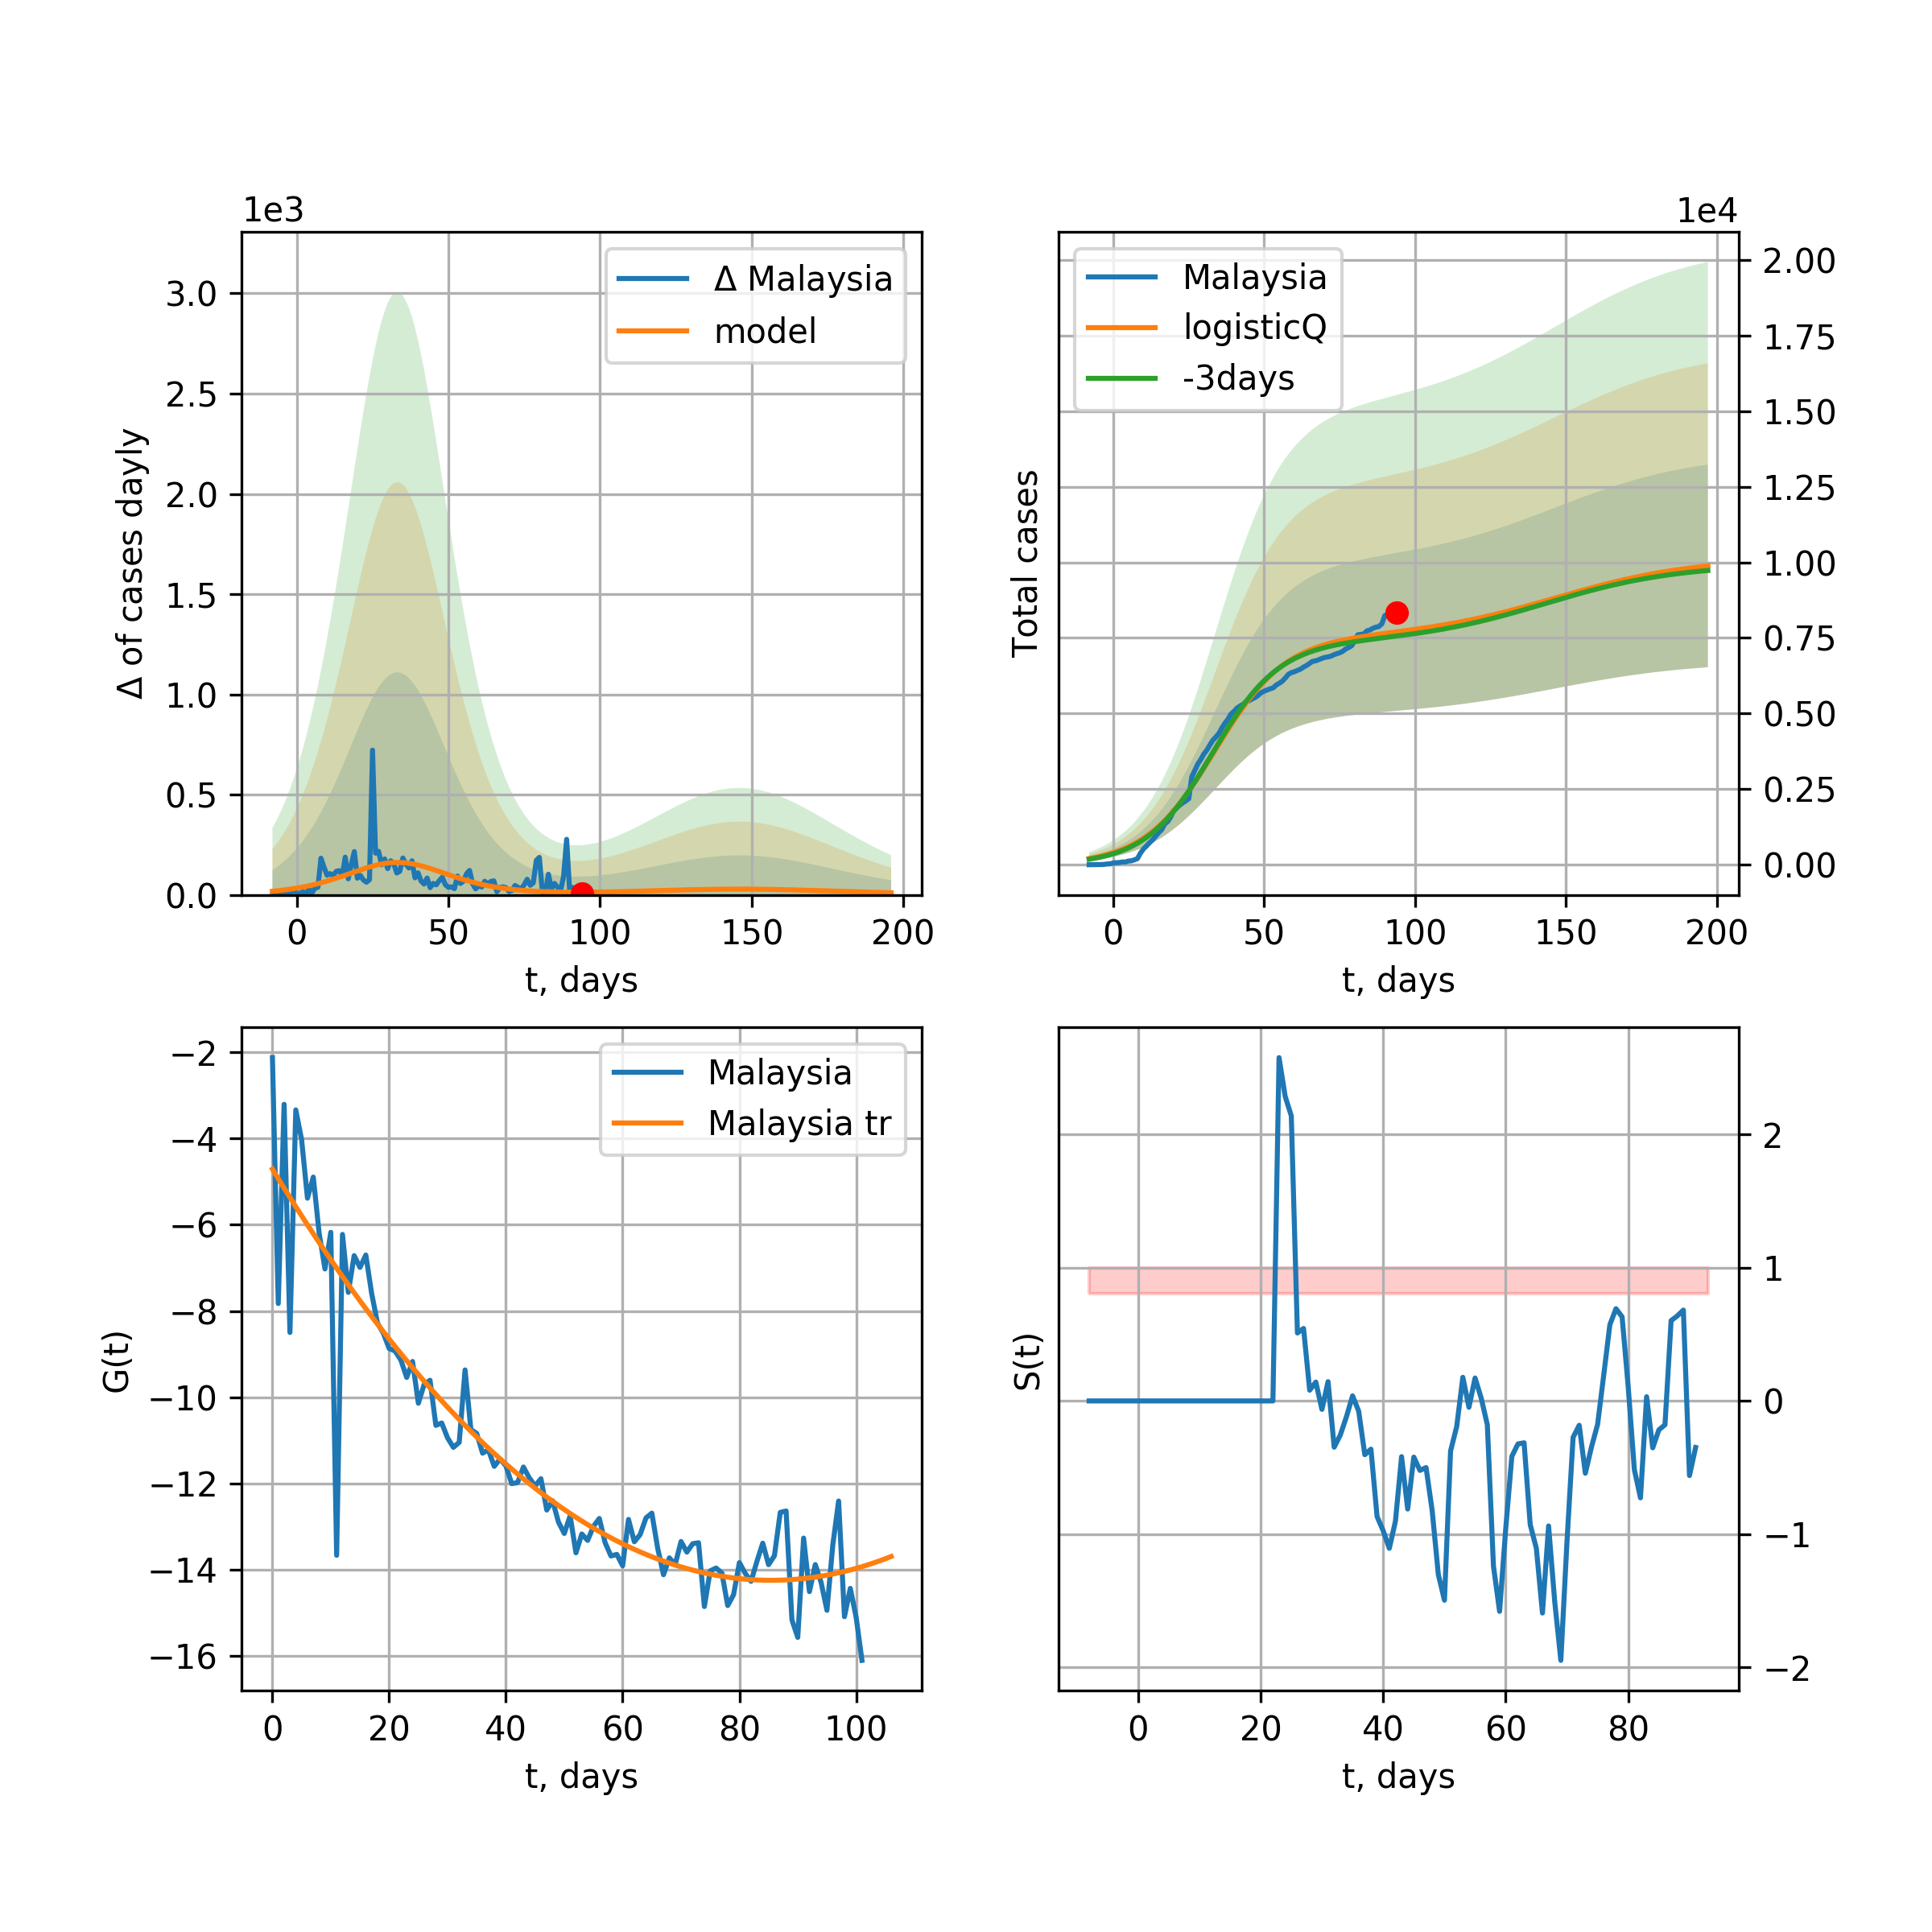 1e3
Δ of cases dayly
3.0
2.5
2.0
1.5
1.0
0.5
0.0
Δ Malaysia
model
0 50 100 150 200
t, days
1e4
Total cases
Malaysia
logisticQ
-3days
2.00
1.75
1.50
1.25
1.00
0.75
0.50
0.25
0.00
0 50 100 150 200
t, days
G(t)
−2
−4
−6
−8
−10
−12
−14
−16
Malaysia
Malaysia tr
0 20 40 60 80 100
t, days
S(t)
2
1
0
−1
−2
0 20 40 60 80
t, days